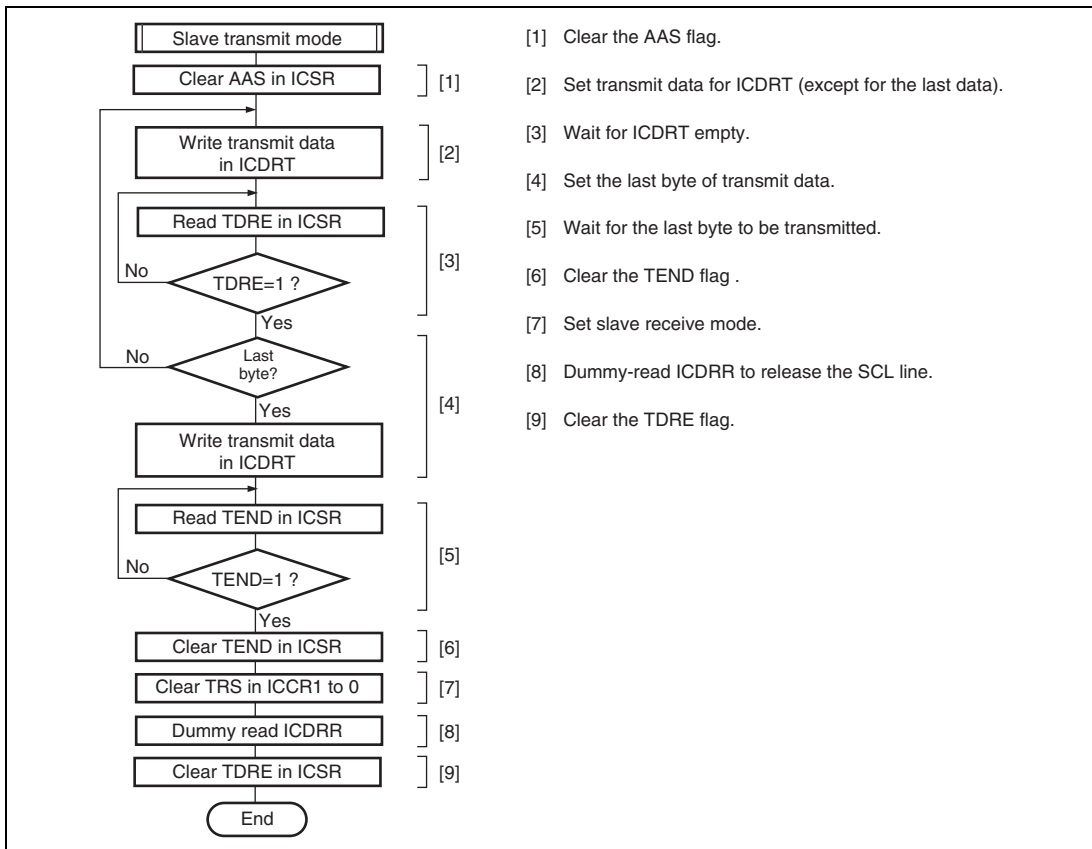 Slave transmit mode
Clear AAS in ICSR
[1]
Write transmit data
in ICDRT
[2]
Read TDRE in ICSR
No
TDRE=1 ?
[3]
Yes
No
Last
byte?
Yes
[4]
Write transmit data
in ICDRT
Read TEND in ICSR
No
TEND=1 ?
[5]
Yes
Clear TEND in ICSR
[6]
Clear TRS in ICCR1 to 0
[7]
Dummy read ICDRR
[8]
Clear TDRE in ICSR
[9]
End
[1] Clear the AAS flag.
[2] Set transmit data for ICDRT (except for the last data).
[3] Wait for ICDRT empty.
[4] Set the last byte of transmit data.
[5] Wait for the last byte to be transmitted.
[6] Clear the TEND flag .
[7] Set slave receive mode.
[8] Dummy-read ICDRR to release the SCL line.
[9] Clear the TDRE flag.